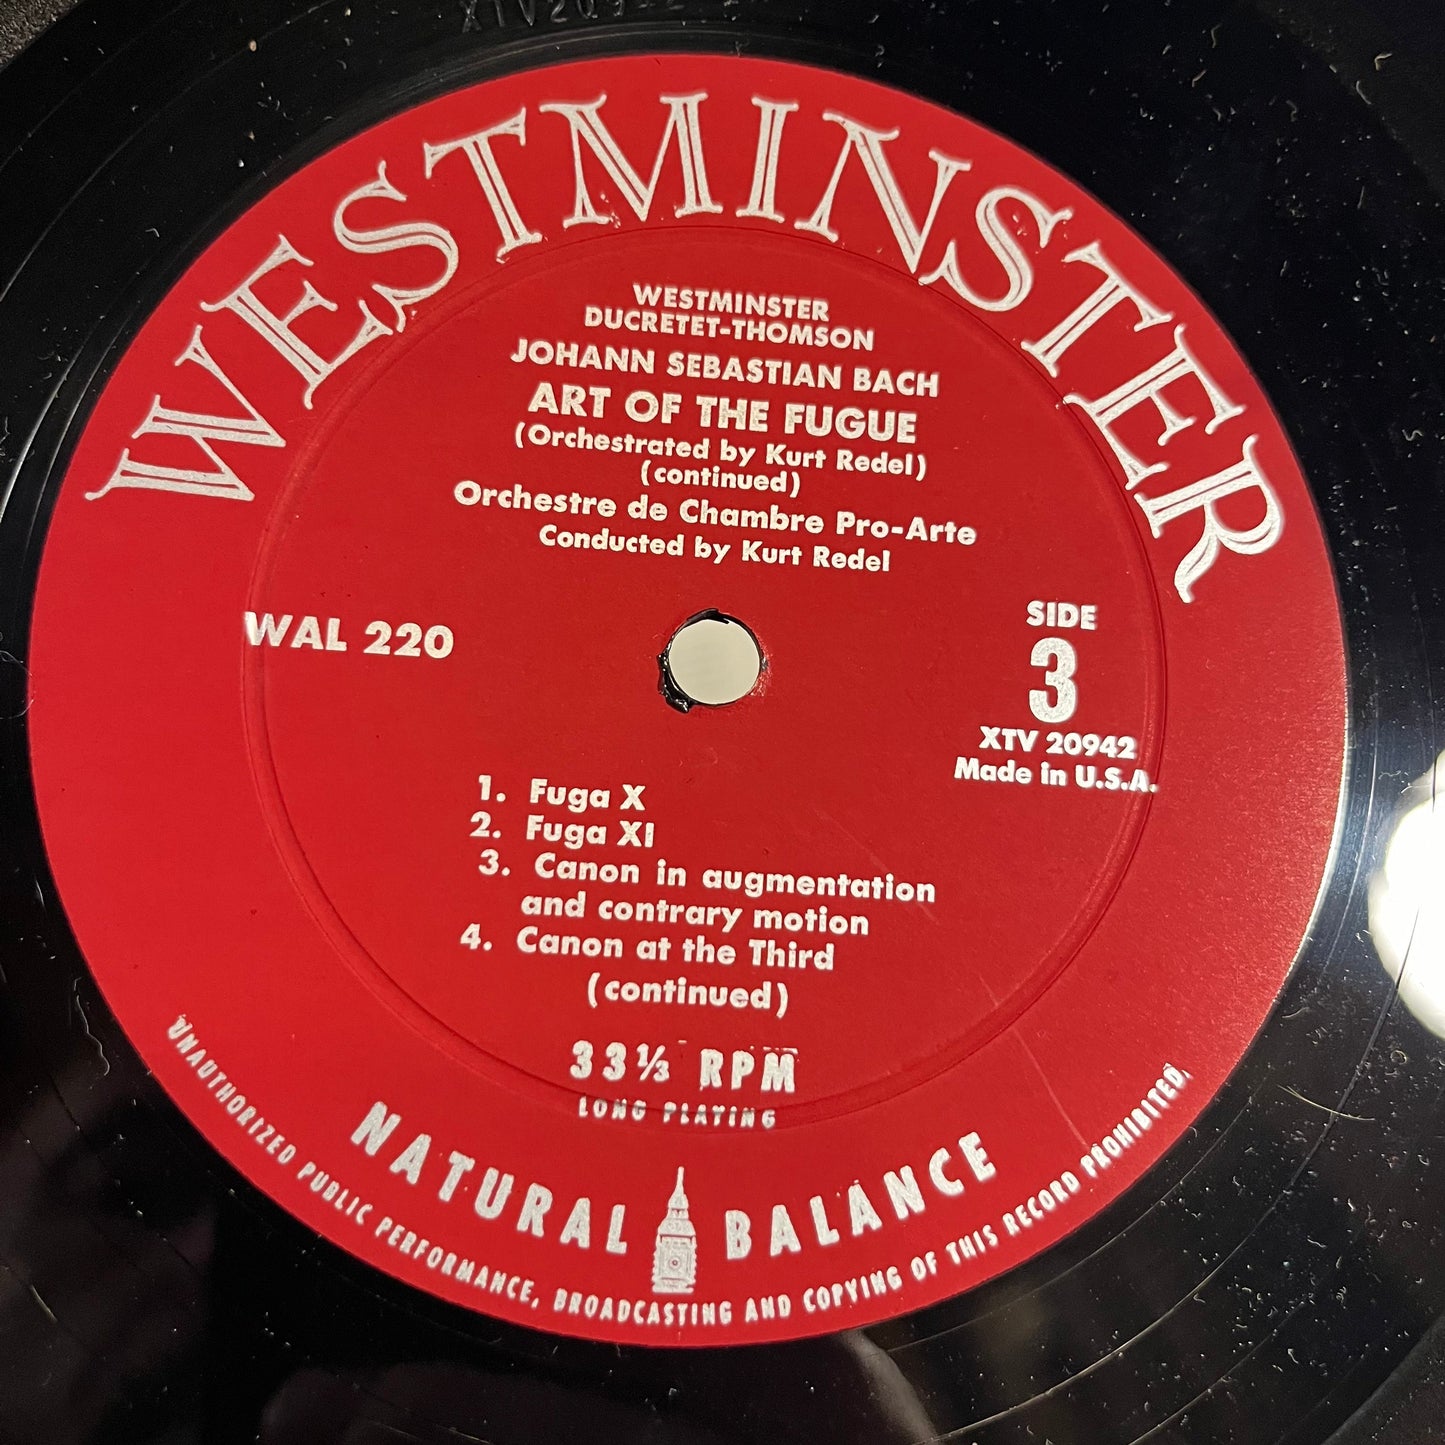 XTV20942
WESTMINSTER
WESTMINSTER
DUCRETET-THOMSON
JOHANN SEBASTIAN BACH
ART OF THE FUGUE
(Orchestrated by Kurt Redel)
(continued)
Orchestre de Chambre Pro-Arte
Conducted by Kurt Redel
WAL 220
SIDE
3
XTV 20942
Made in U.S.A.
1. Fuga X
2. Fuga XI
3. Canon in augmentation
and contrary motion
4. Canon at the Third
(continued)
33⅓ RPM
LONG PLAYING
NATURAL BALANCE
UNAUTHORIZED PUBLIC PERFORMANCE, BROADCASTING AND COPYING OF THIS RECORD PROHIBITED.